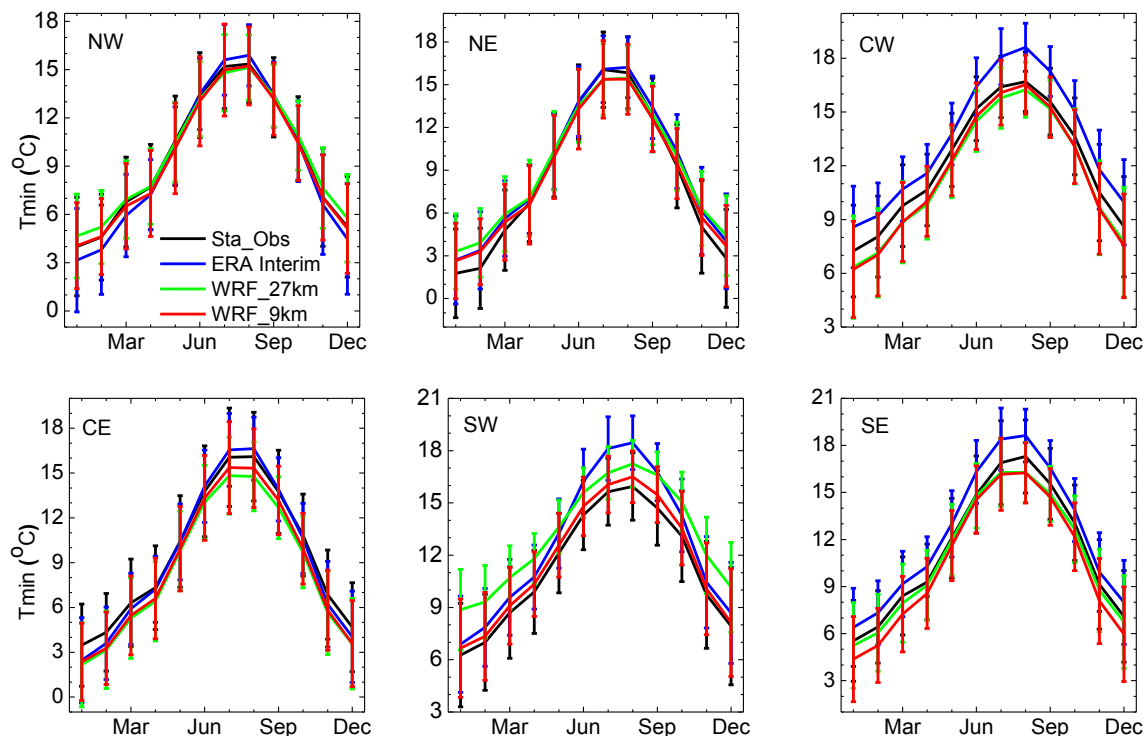 18
15
12
9
6
3
0
Tmin (°C)
NW
Sta_Obs
ERA Interim
WRF_27km
WRF_9km
Mar Jun Sep Dec
18
15
12
9
6
3
0
NE
Mar Jun Sep Dec
21
18
15
12
9
6
3
CW
Mar Jun Sep Dec
18
15
12
9
6
3
0
Tmin (°C)
CE
Mar Jun Sep Dec
21
18
15
12
9
6
3
SW
Mar Jun Sep Dec
21
18
15
12
9
6
3
SE
Mar Jun Sep Dec